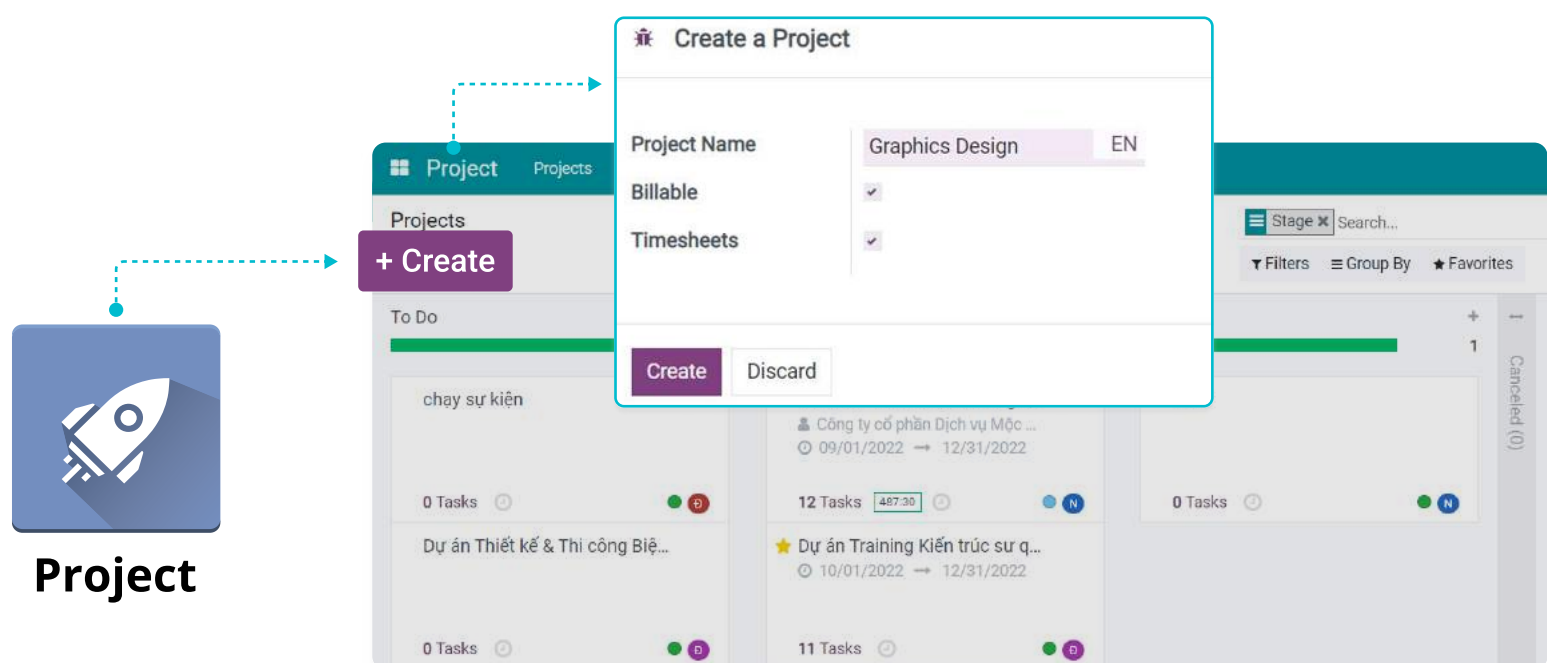 Create a Project
Project Name
Graphics Design
EN
Billable
Timesheets
Create
Discard
Project
Projects
Projects
+ Create
Stage
Search...
Filters
Group By
Favorites
To Do
1
Canceled (0)
chạy sự kiện
0 Tasks
Đ
Dự án Thiết kế & Thi công Biệ...
0 Tasks
Đ
Công ty cổ phần Dịch vụ Mộc ...
09/01/2022 → 12/31/2022
12 Tasks
487:30
N
Dự án Training Kiến trúc sư q...
10/01/2022 → 12/31/2022
11 Tasks
Đ
0 Tasks
N
Project